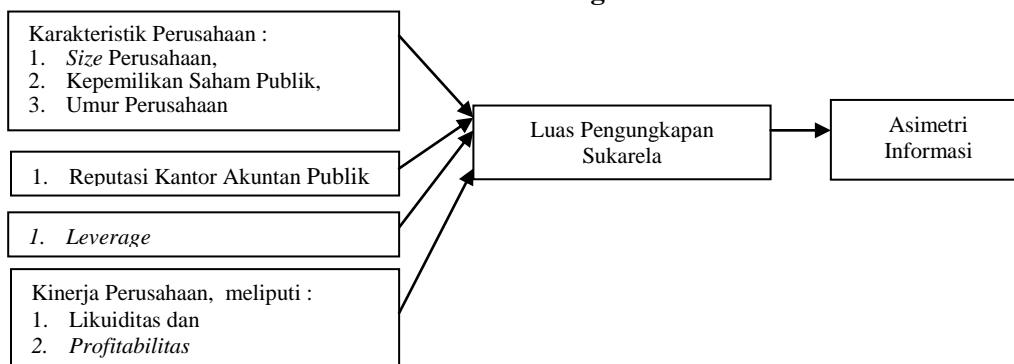 Karakteristik Perusahaan :
1. Size Perusahaan,
2. Kepemilikan Saham Publik,
3. Umur Perusahaan
1. Reputasi Kantor Akuntan Publik
1. Leverage
Kinerja Perusahaan, meliputi :
1. Likuiditas dan
2. Profitabilitas
Luas Pengungkapan
Sukarela
Asimetri
Informasi